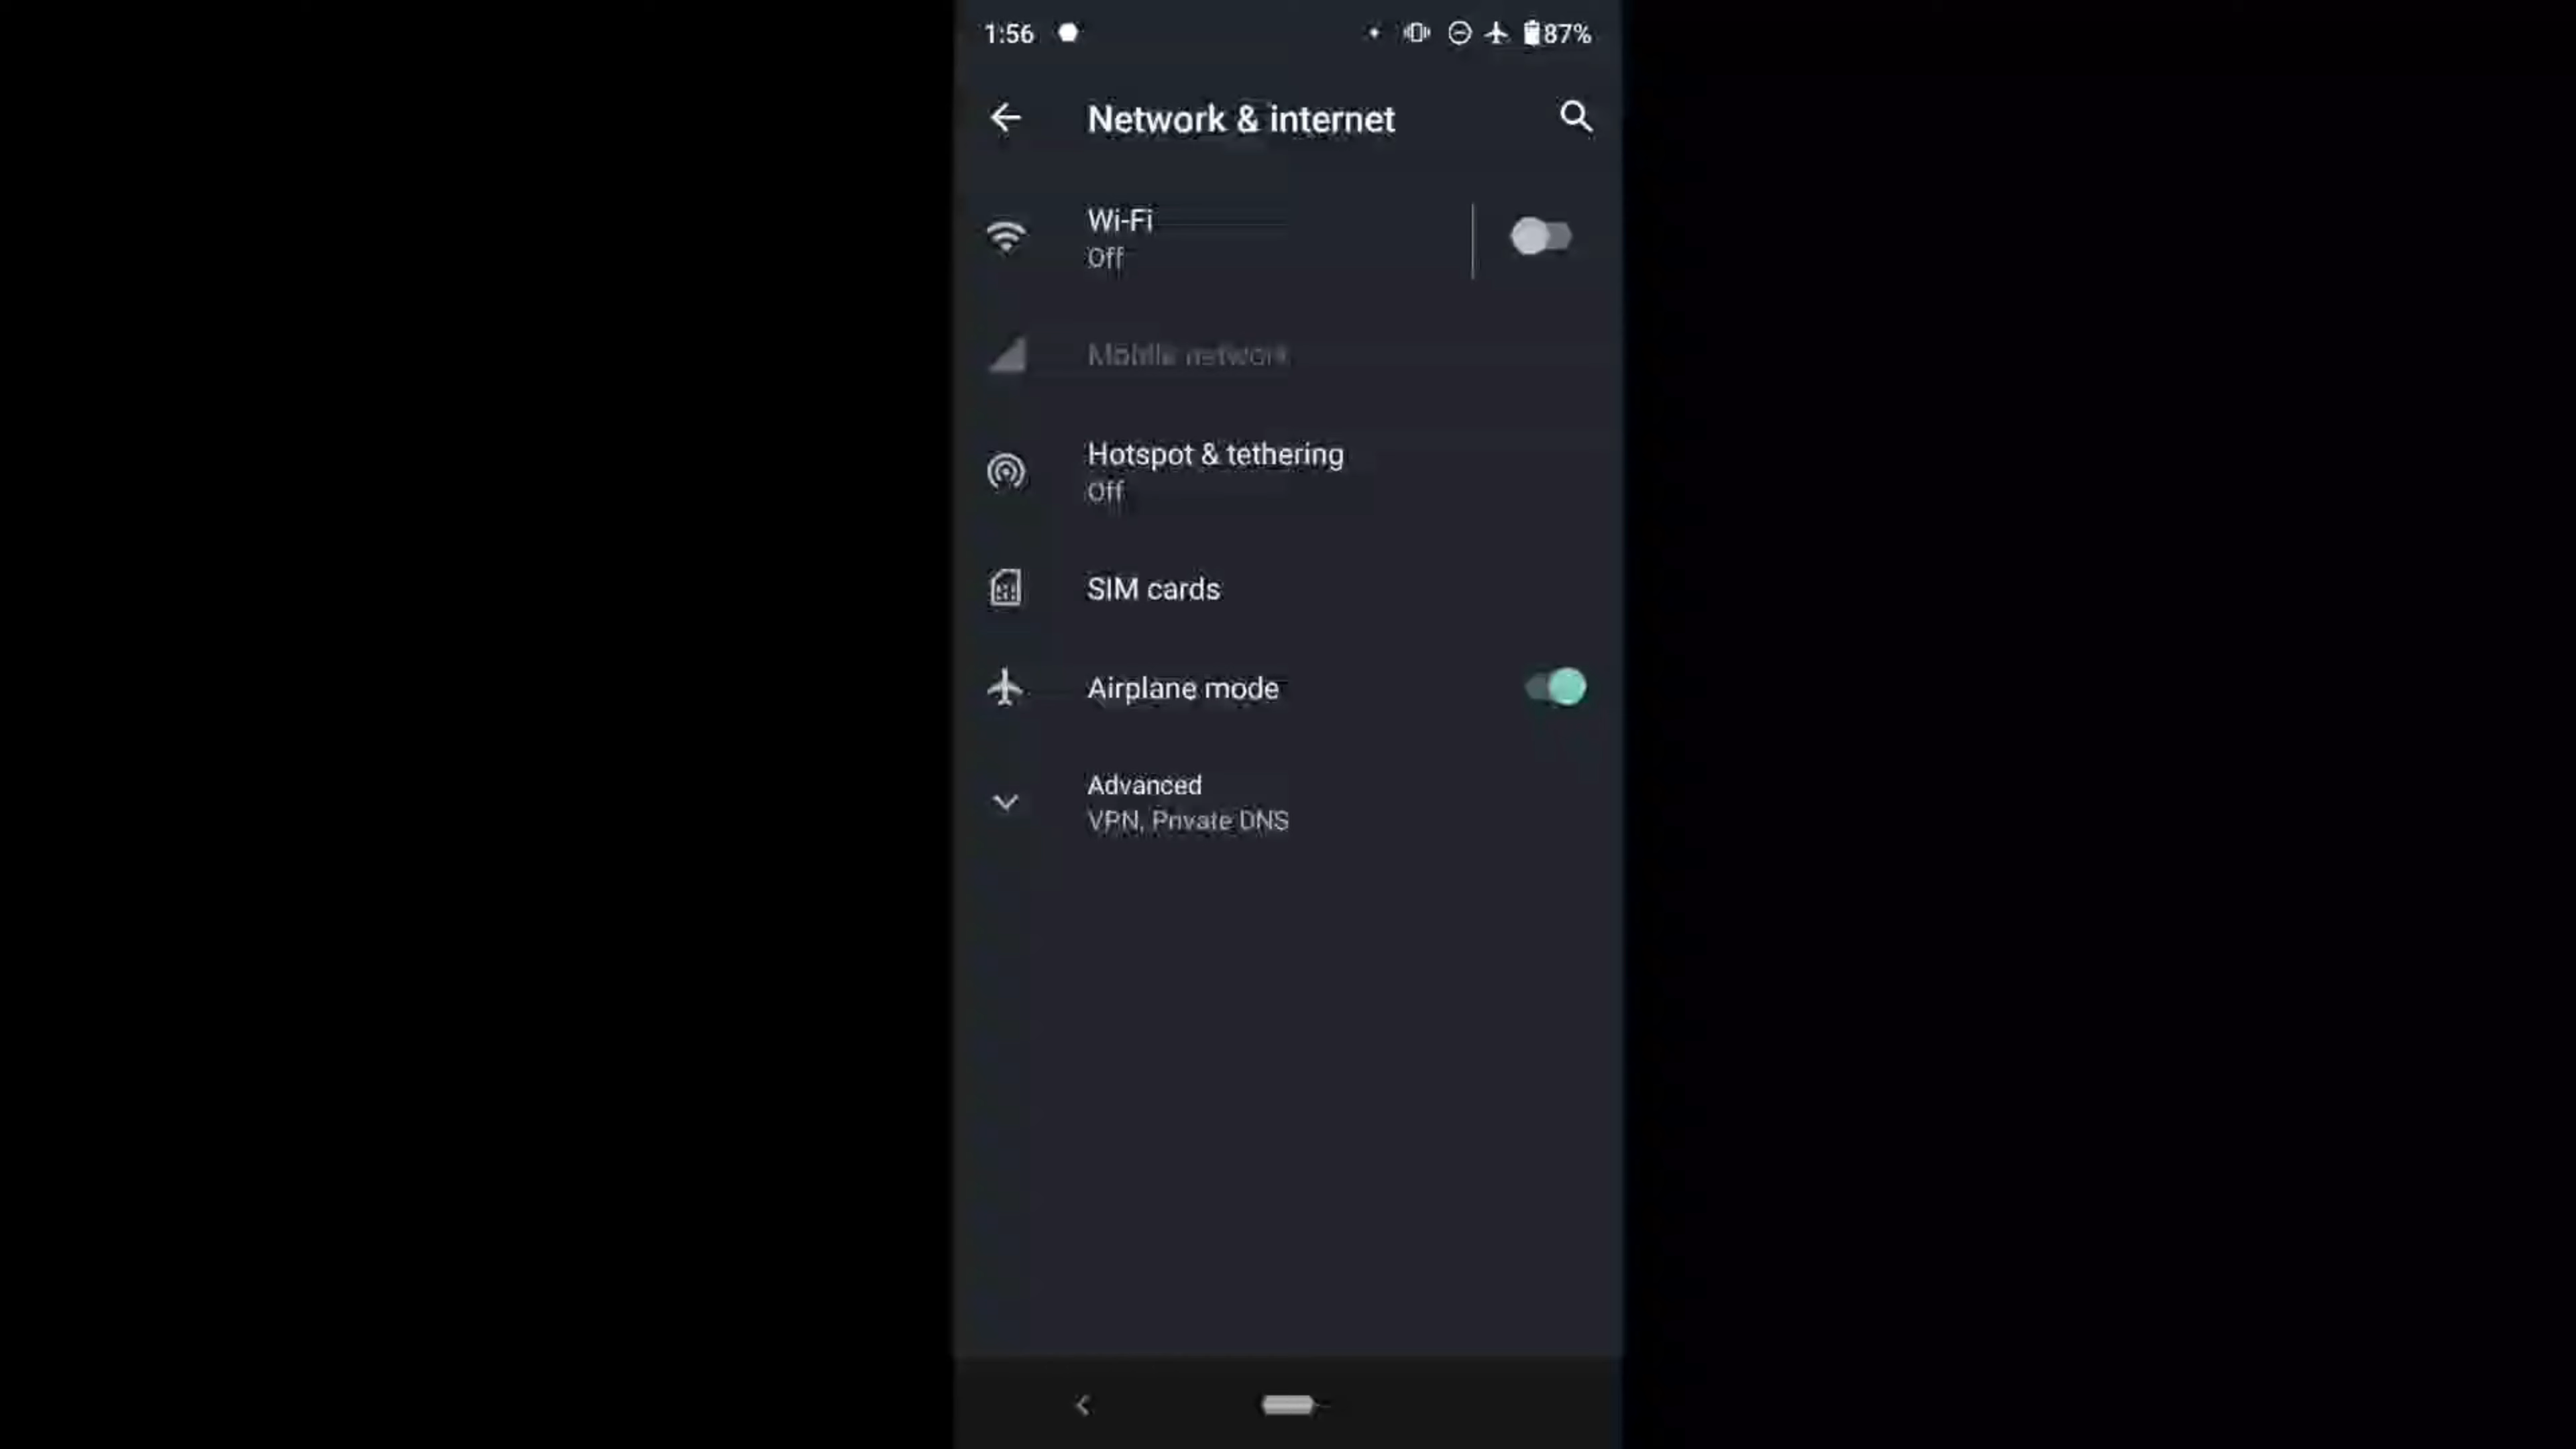 1:56
87%
Network & internet
Wi-Fi
Off
Mobile network
Hotspot & tethering
Off
SIM cards
Airplane mode
Advanced
VPN, Private DNS